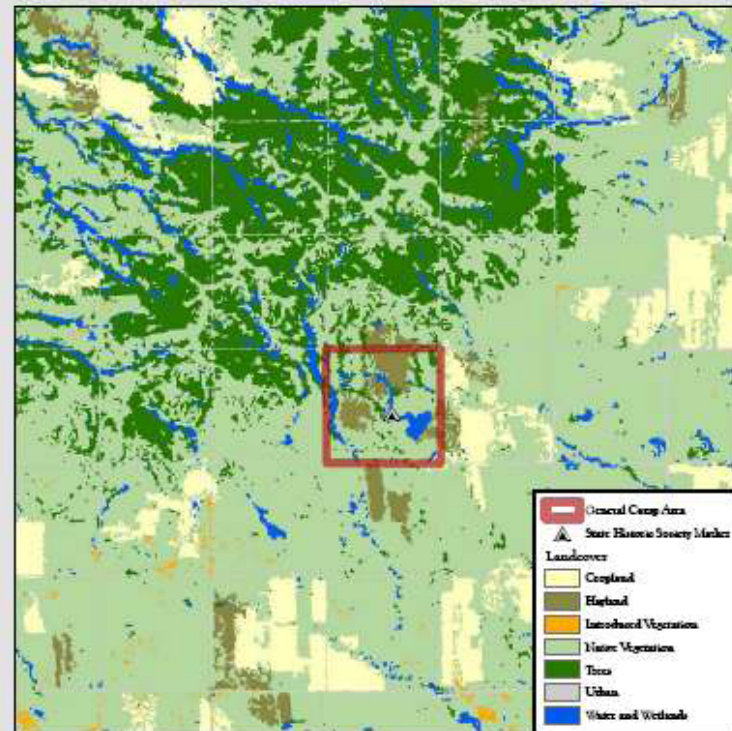 General Camp Area
State Historic Society Marker
Landcover
Cropland
Hayland
Introduced Vegetation
Native Vegetation
Trees
Urban
Water and Wetlands